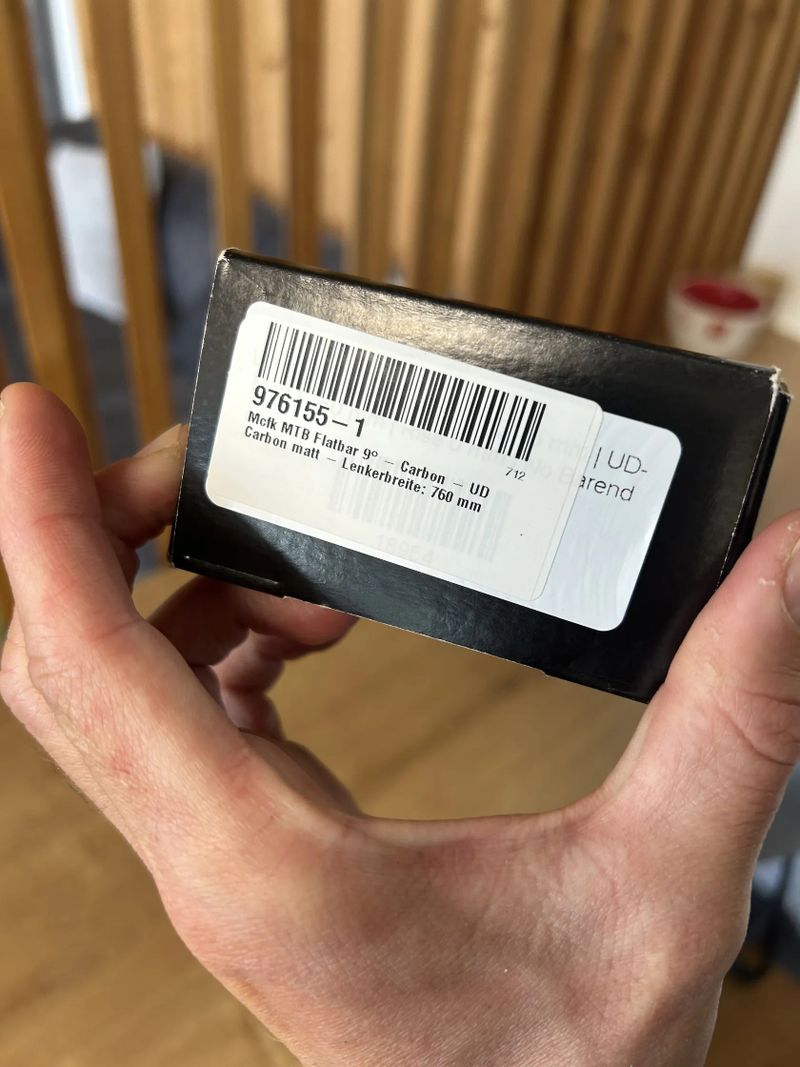 976155-1
Mcfk MTB Flatbar 9° - Carbon - UD
Carbon matt - Lenkerbreite: 760 mm
712
| UD-
Barend